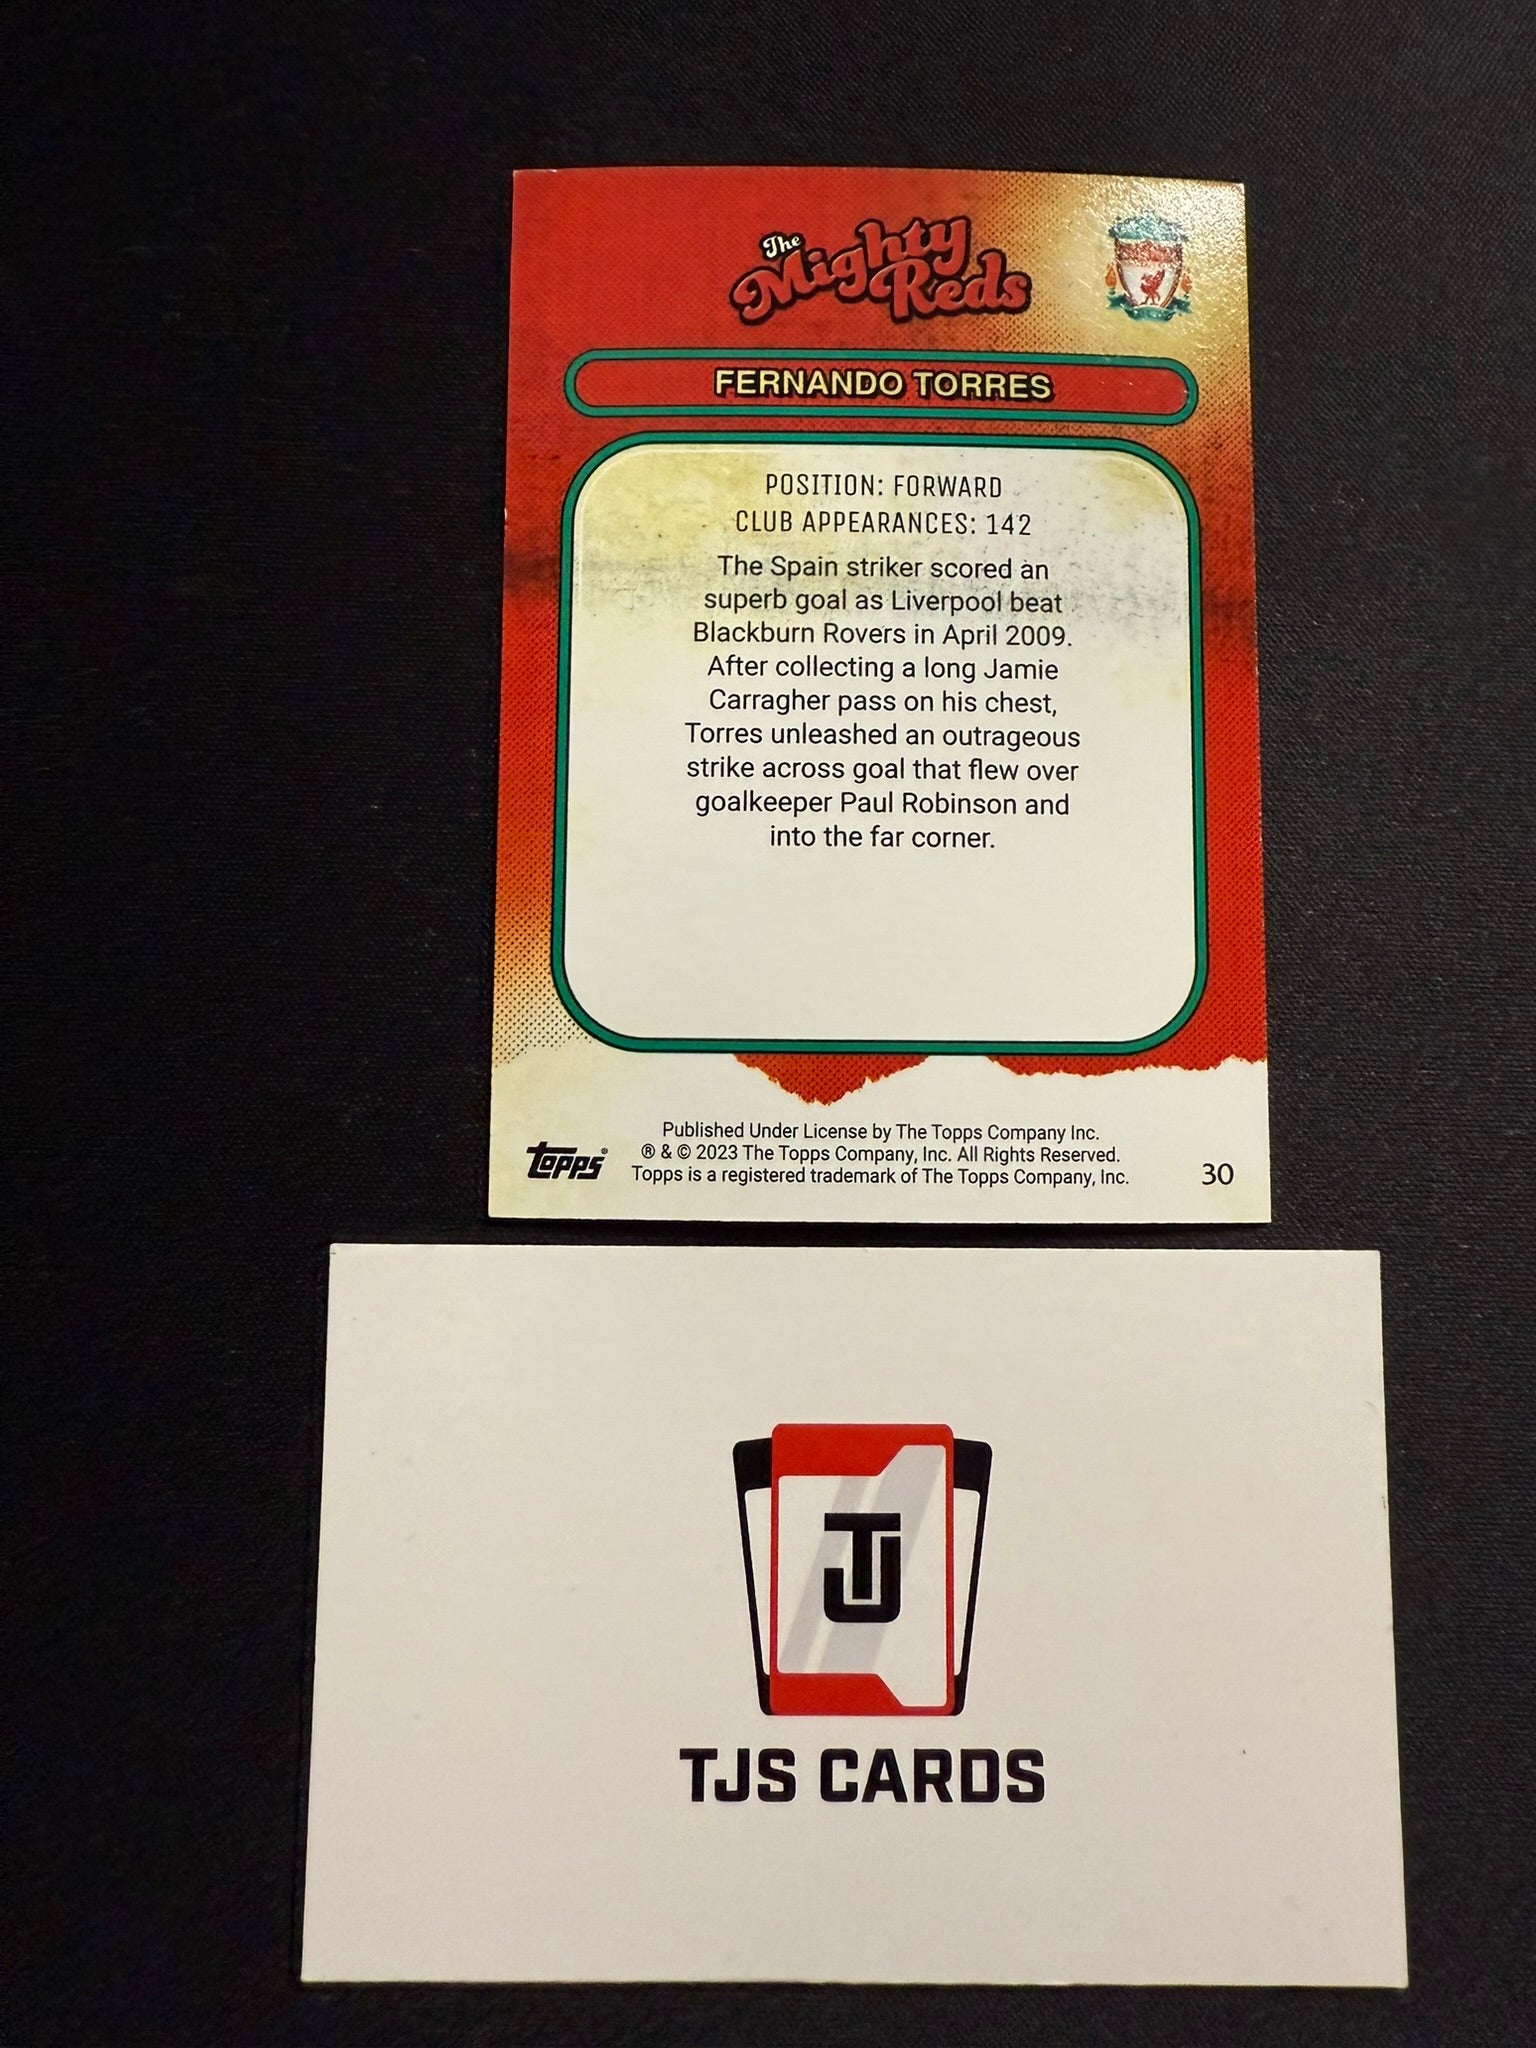 The
Mighty
Reds
FERNANDO TORRES
POSITION: FORWARD
CLUB APPEARANCES: 142
The Spain striker scored an
superb goal as Liverpool beat
Blackburn Rovers in April 2009.
After collecting a long Jamie
Carragher pass on his chest,
Torres unleashed an outrageous
strike across goal that flew over
goalkeeper Paul Robinson and
into the far corner.
Published Under License by The Topps Company Inc.
® & © 2023 The Topps Company, Inc. All Rights Reserved.
Topps is a registered trademark of The Topps Company, Inc.
Topps®
30
TJ
TJS CARDS